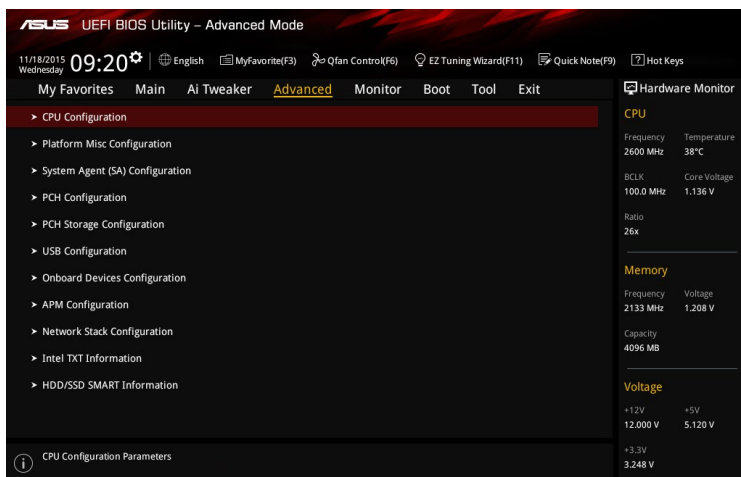 ASUS UEFI BIOS Utility – Advanced Mode
11/18/2015 Wednesday 09:20 English MyFavorite(F3) Qfan Control(F6) EZ Tuning Wizard(F11) Quick Note(F9) ? Hot Keys
My Favorites Main Ai Tweaker Advanced Monitor Boot Tool Exit
> CPU Configuration
> Platform Misc Configuration
> System Agent (SA) Configuration
> PCH Configuration
> PCH Storage Configuration
> USB Configuration
> Onboard Devices Configuration
> APM Configuration
> Network Stack Configuration
> Intel TXT Information
> HDD/SSD SMART Information
i CPU Configuration Parameters
Hardware Monitor
CPU
Frequency Temperature
2600 MHz 38°C
BCLK Core Voltage
100.0 MHz 1.136 V
Ratio
26x
Memory
Frequency Voltage
2133 MHz 1.208 V
Capacity
4096 MB
Voltage
+12V +5V
12.000 V 5.120 V
+3.3V
3.248 V